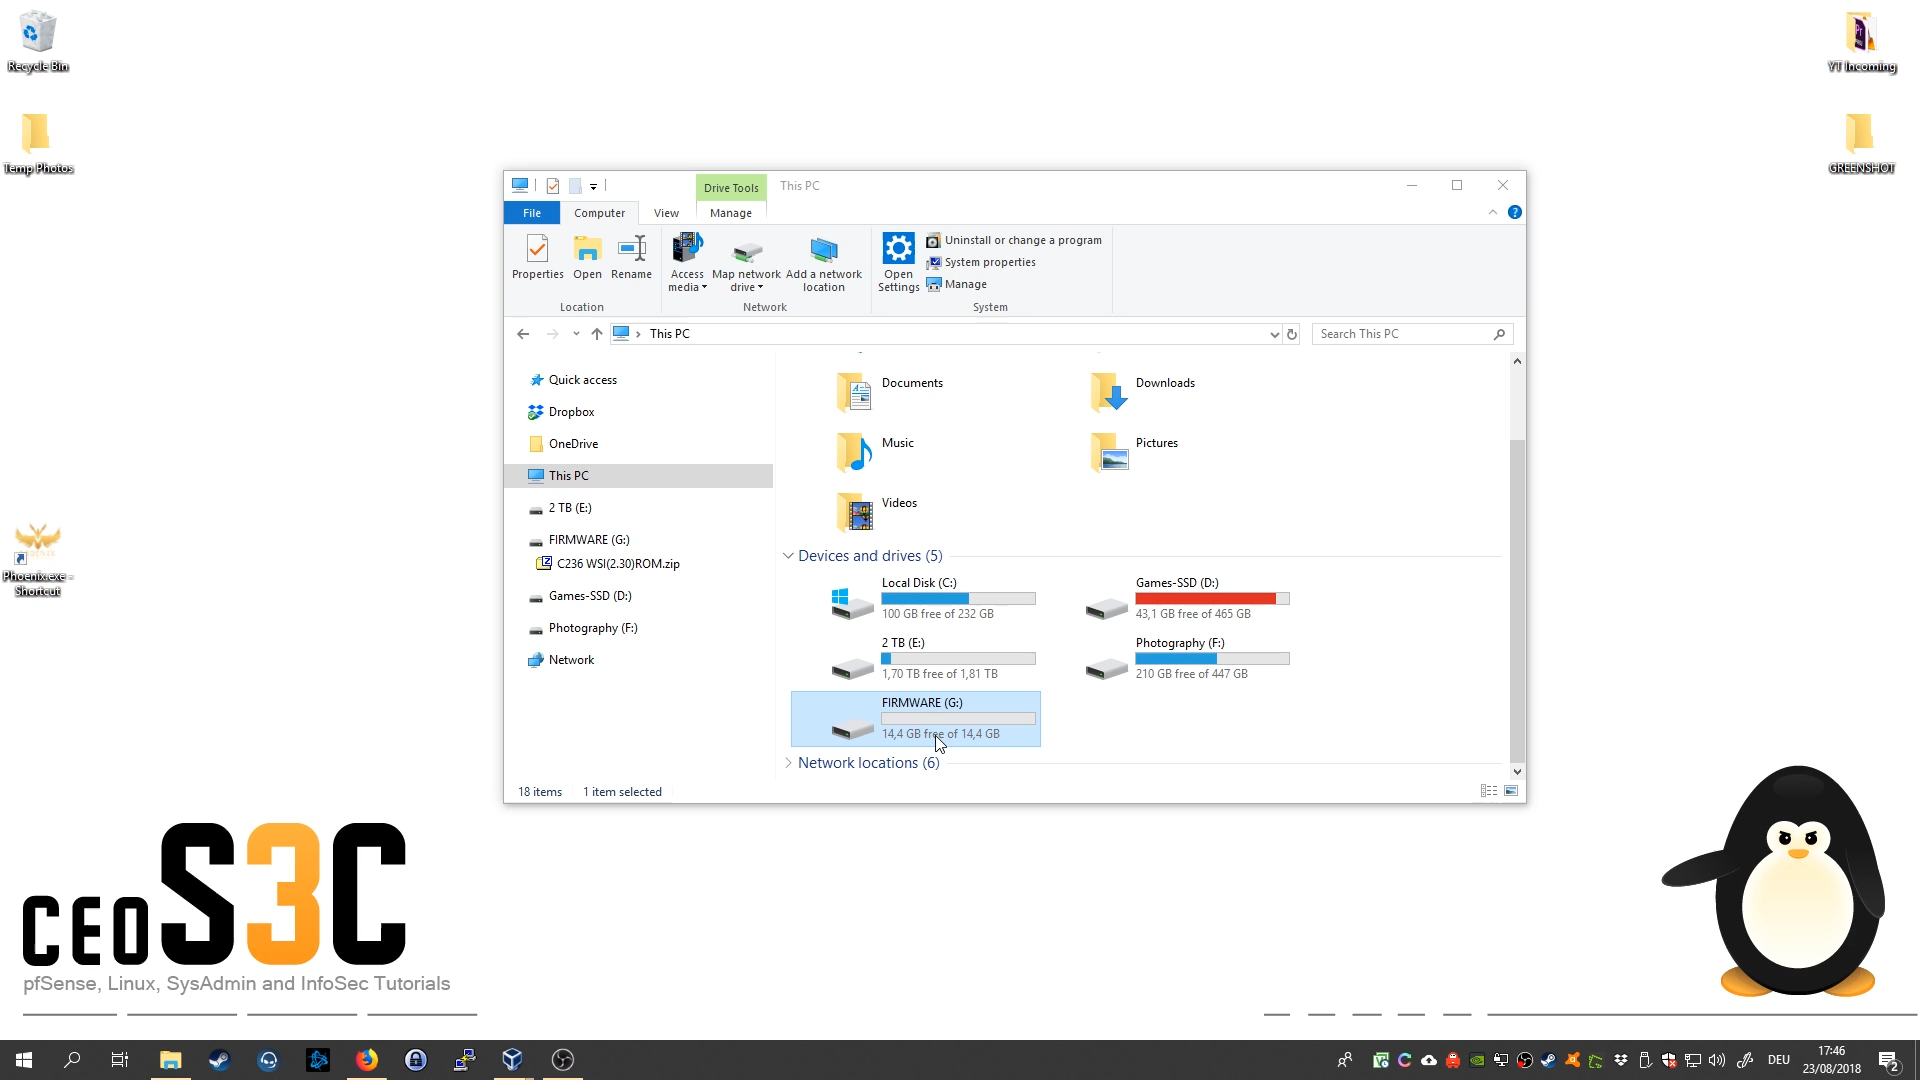 Recycle Bin
YT Incoming
Temp Photos
GREENSHOT
Phoenix.exe - Shortcut
Drive Tools
This PC
File
Computer
View
Manage
Properties
Open
Rename
Access media
Map network drive
Add a network location
Open Settings
Uninstall or change a program
System properties
Manage
Location
Network
System
This PC
Search This PC
Quick access
Dropbox
OneDrive
This PC
2 TB (E:)
FIRMWARE (G:)
C236 WSI(2.30)ROM.zip
Games-SSD (D:)
Photography (F:)
Network
Documents
Downloads
Music
Pictures
Videos
Devices and drives (5)
Local Disk (C:)
100 GB free of 232 GB
Games-SSD (D:)
43,1 GB free of 465 GB
2 TB (E:)
1,70 TB free of 1,81 TB
Photography (F:)
210 GB free of 447 GB
FIRMWARE (G:)
14,4 GB free of 14,4 GB
Network locations (6)
18 items
1 item selected
CEOS3C
pfSense, Linux, SysAdmin and InfoSec Tutorials
DEU
17:46
23/08/2018
2